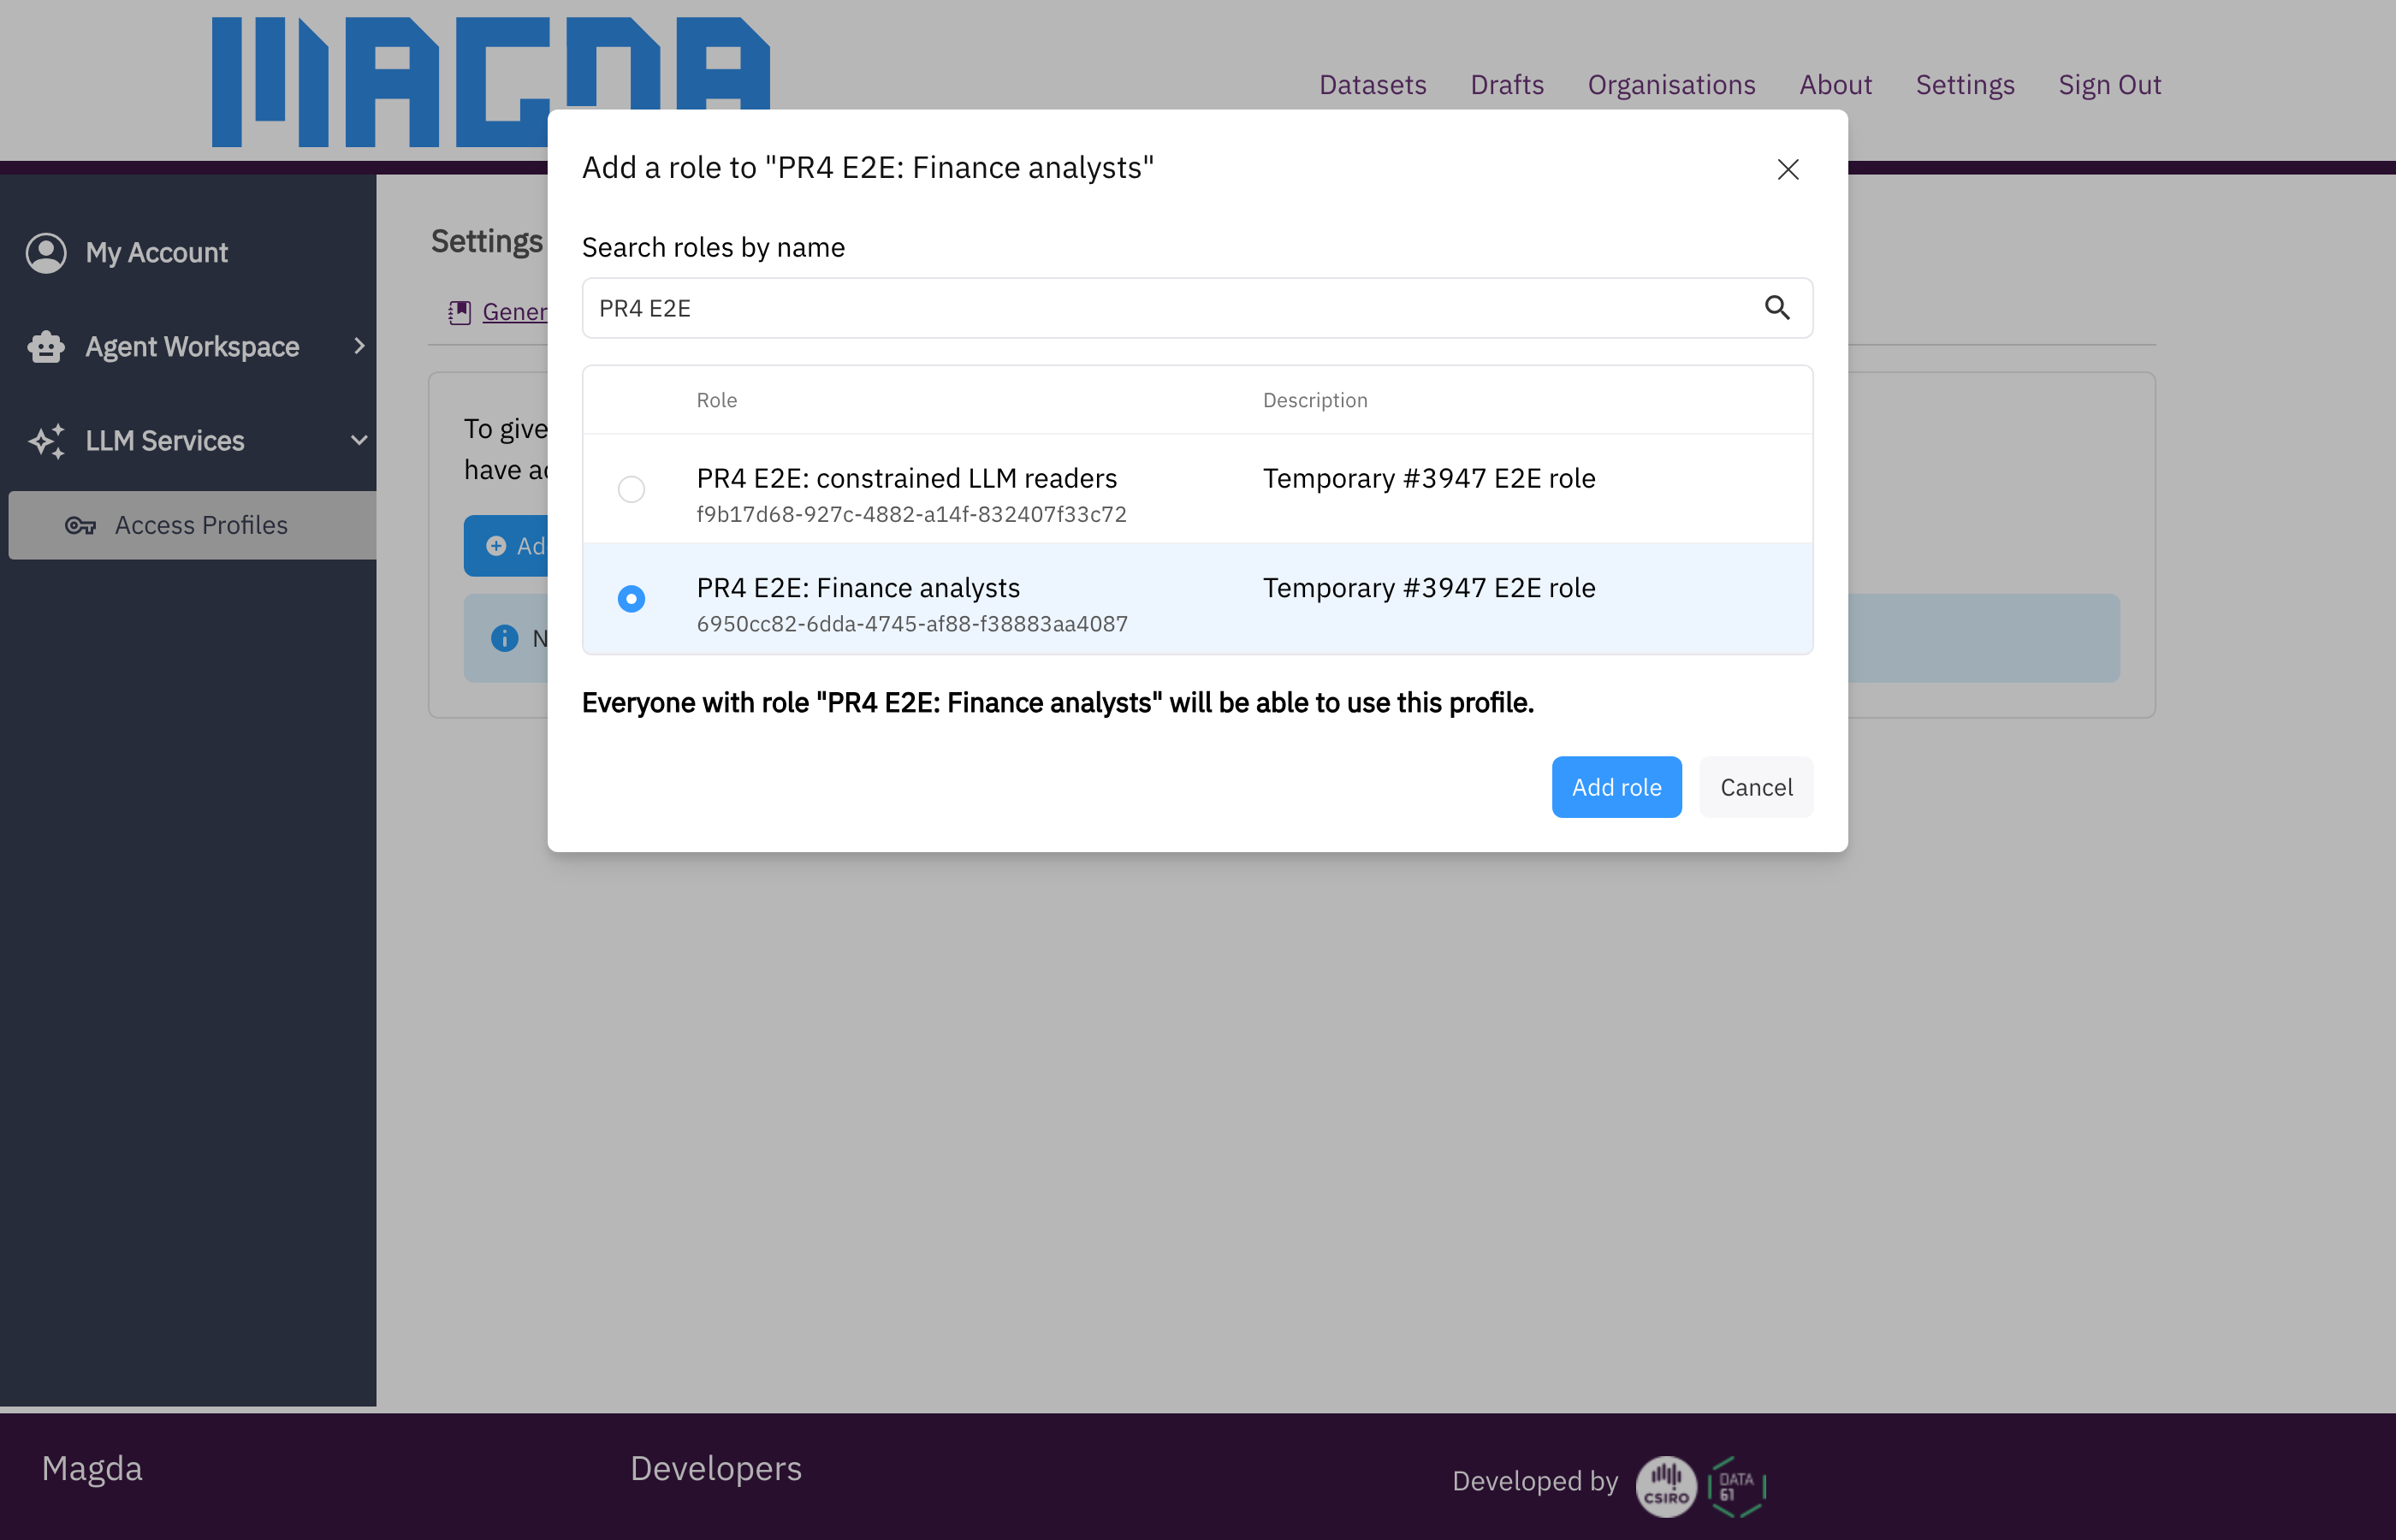 MAGDA
Datasets Drafts Organisations About Settings Sign Out
Add a role to "PR4 E2E: Finance analysts"
My Account
Agent Workspace
LLM Services
Access Profiles
Settings
Search roles by name
PR4 E2E
Role Description
PR4 E2E: constrained LLM readers Temporary #3947 E2E role
f9b17d68-927c-4882-a14f-832407f33c72
PR4 E2E: Finance analysts Temporary #3947 E2E role
6950cc82-6dda-4745-af88-f38883aa4087
Everyone with role "PR4 E2E: Finance analysts" will be able to use this profile.
Add role Cancel
To give
have
Magda
Developers
Developed by
CSIRO
DATA
61